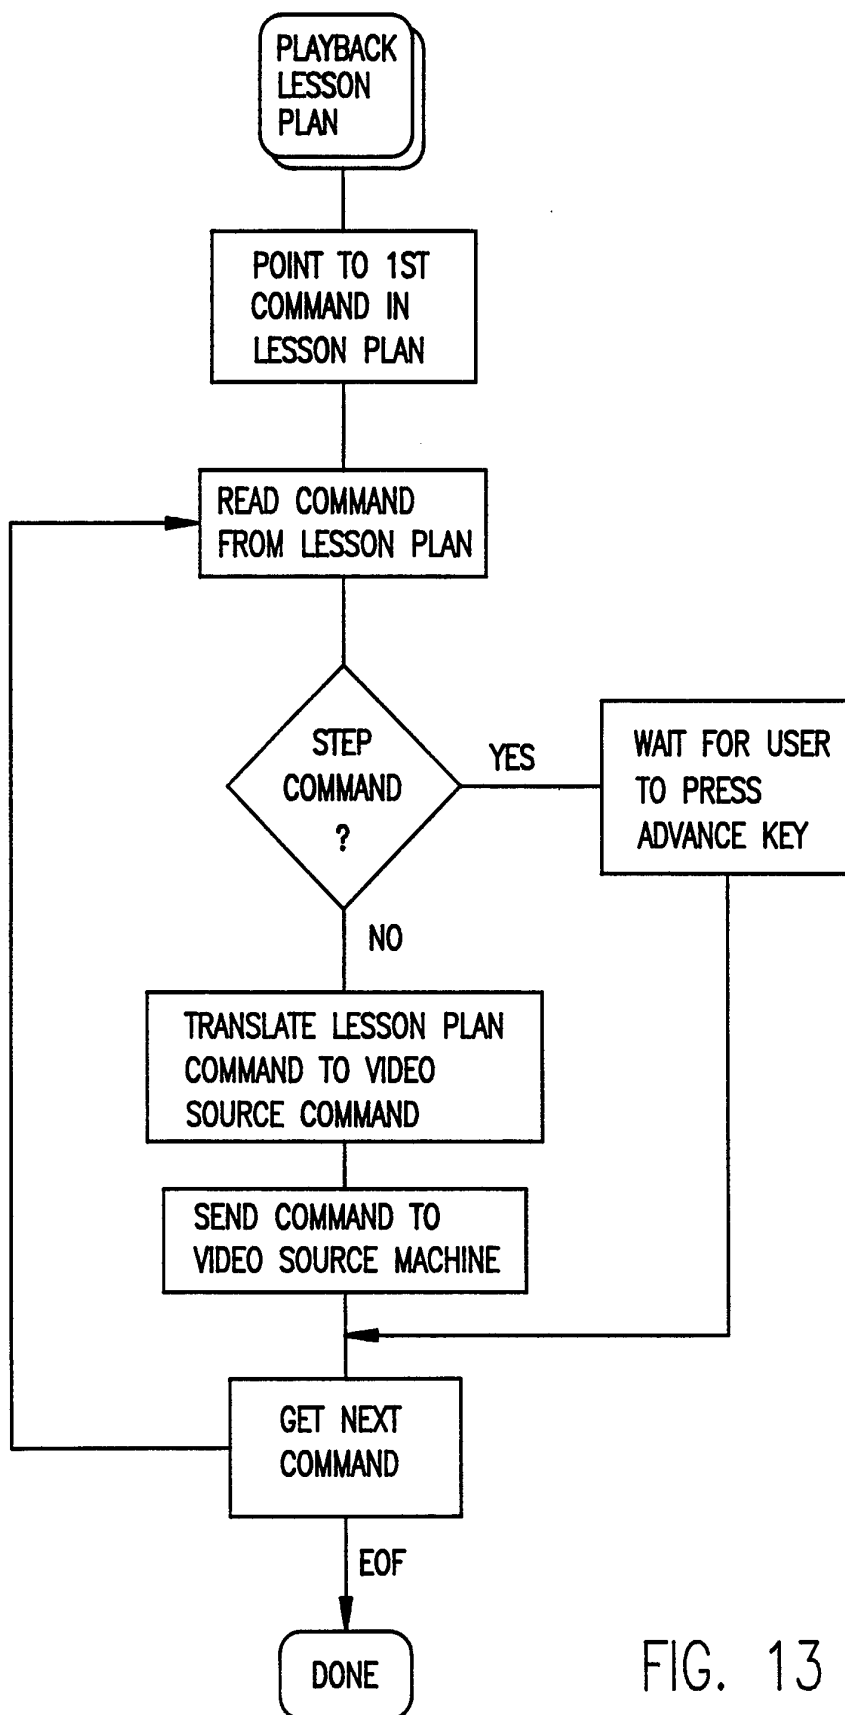 PLAYBACK
LESSON
PLAN
POINT TO 1ST
COMMAND IN
LESSON PLAN
READ COMMAND
FROM LESSON PLAN
STEP
COMMAND
?
YES
WAIT FOR USER
TO PRESS
ADVANCE KEY
NO
TRANSLATE LESSON PLAN
COMMAND TO VIDEO
SOURCE COMMAND
SEND COMMAND TO
VIDEO SOURCE MACHINE
GET NEXT
COMMAND
EOF
DONE
FIG. 13